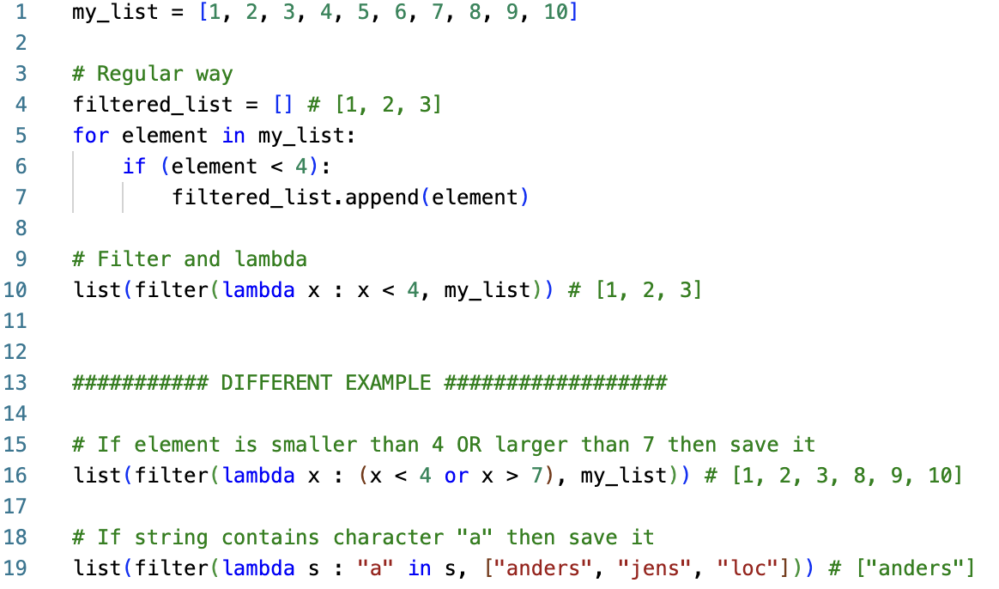 1 my_list = [1, 2, 3, 4, 5, 6, 7, 8, 9, 10]
2
3 # Regular way
4 filtered_list = [] # [1, 2, 3]
5 for element in my_list:
6     if (element < 4):
7         filtered_list.append(element)
8
9 # Filter and lambda
10 list(filter(lambda x : x < 4, my_list)) # [1, 2, 3]
11
12
13 ########### DIFFERENT EXAMPLE ##################
14
15 # If element is smaller than 4 OR larger than 7 then save it
16 list(filter(lambda x : (x < 4 or x > 7), my_list)) # [1, 2, 3, 8, 9, 10]
17
18 # If string contains character "a" then save it
19 list(filter(lambda s : "a" in s, ["anders", "jens", "loc"])) # ["anders"]